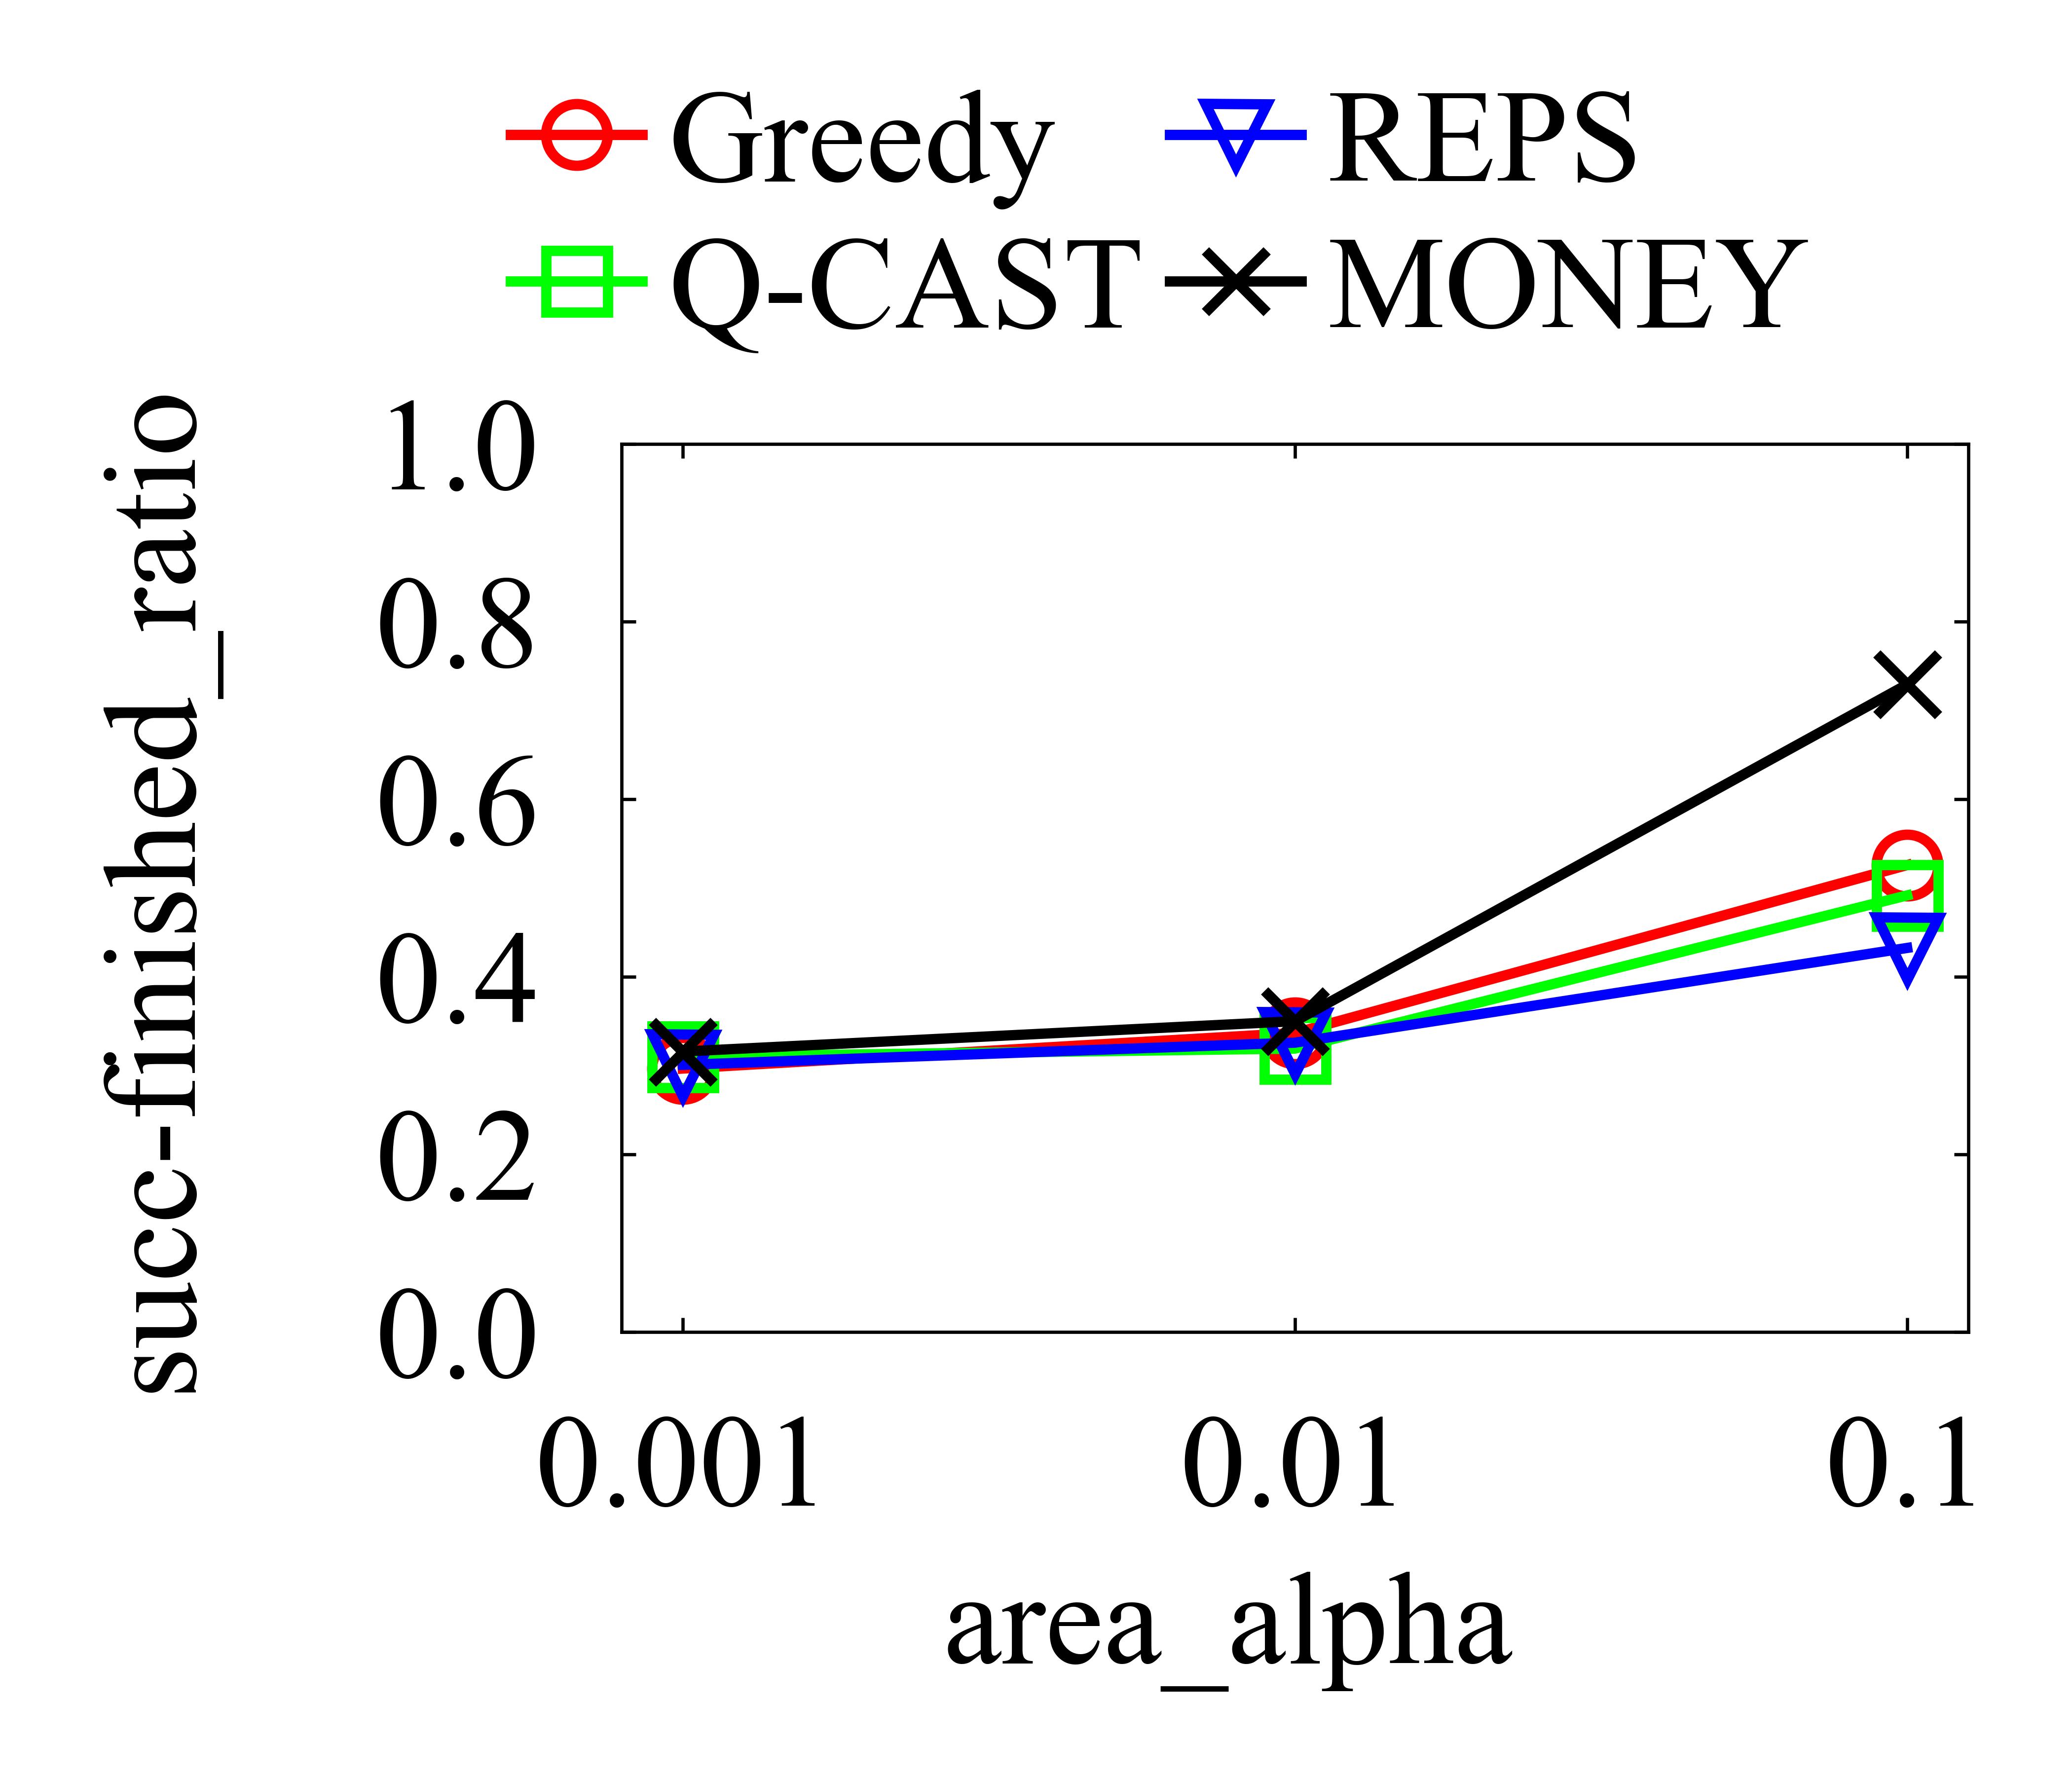 Greedy REPS
Q-CAST MONEY
succ-finished_ratio
1.0
0.8
0.6
0.4
0.2
0.0
0.001 0.01 0.1
area_alpha